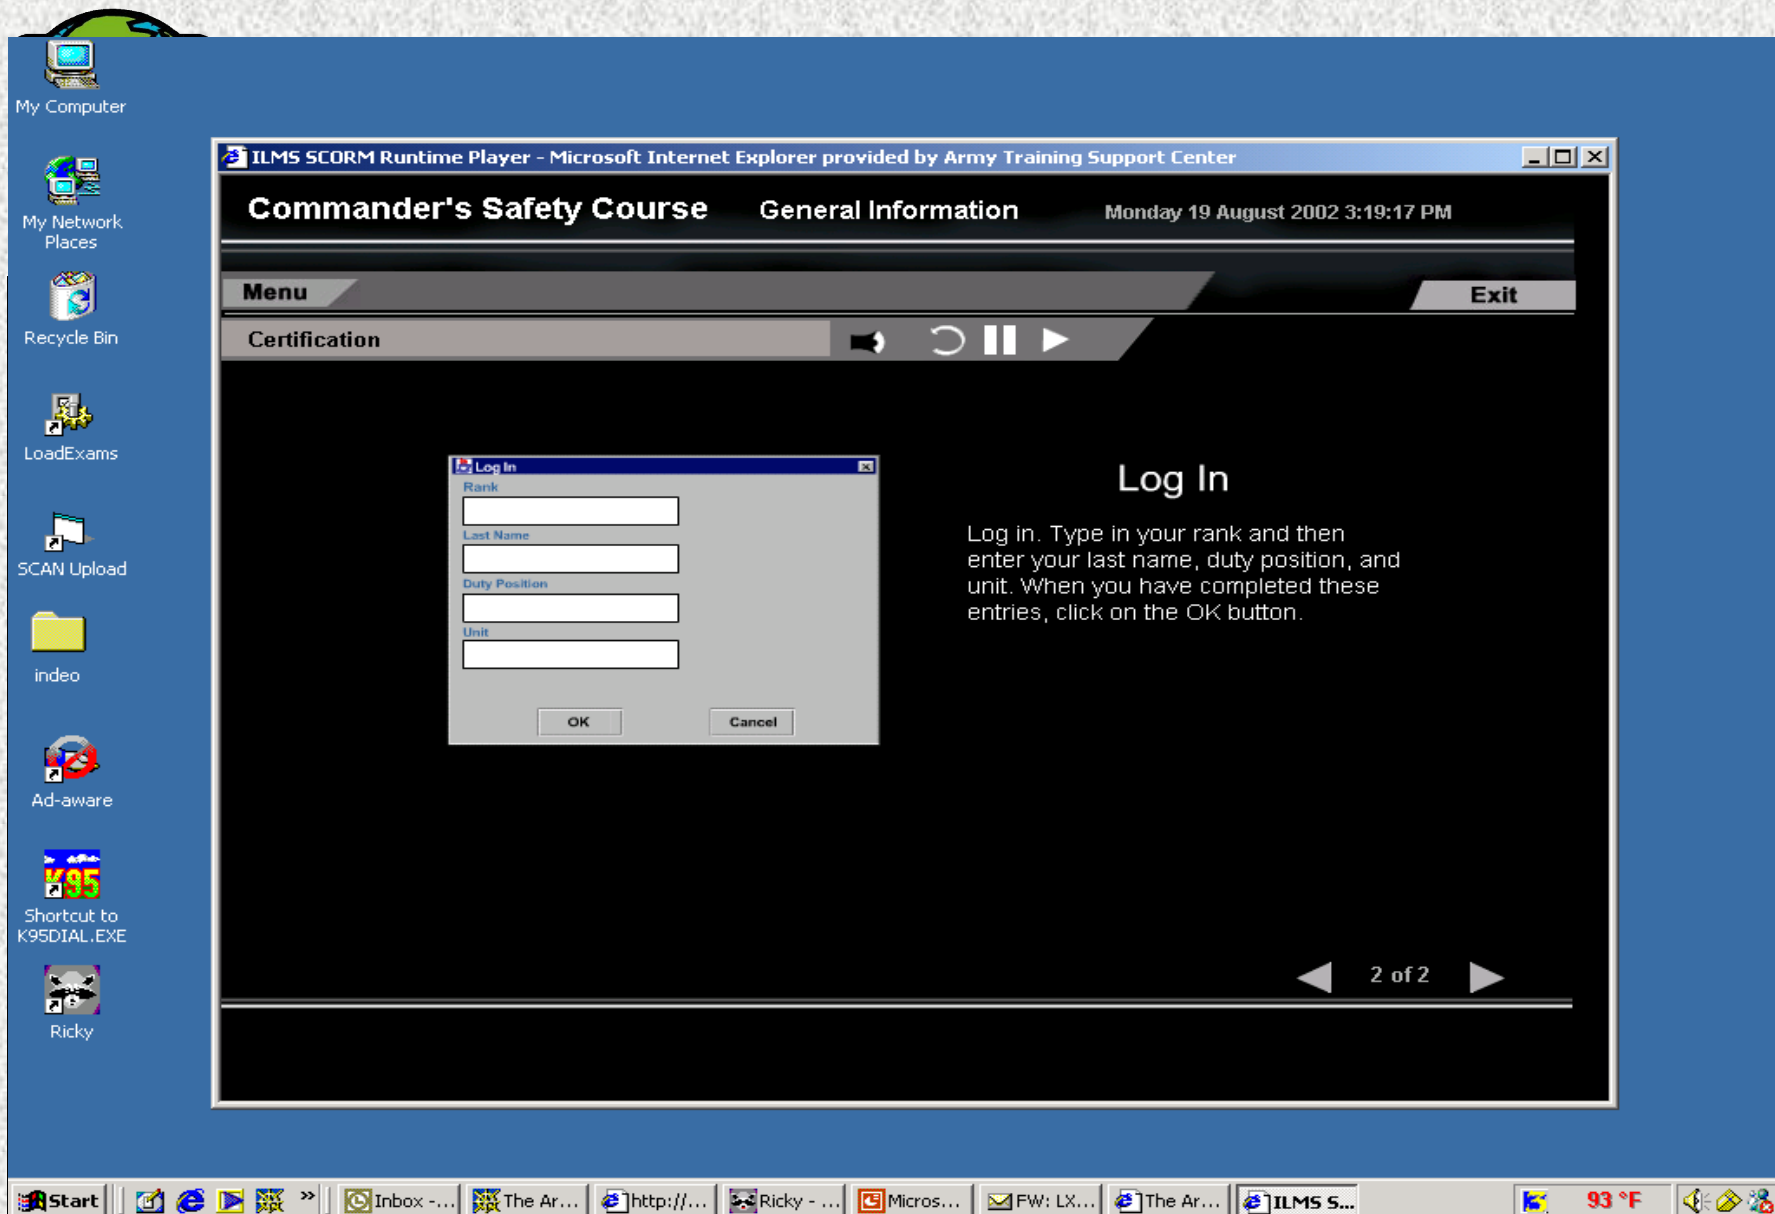 My Computer
My Network
Places
Recycle Bin
LoadExams
SCAN Upload
indeo
Ad-aware
K95
Shortcut to
K95DIAL.EXE
Ricky
ILMS SCORM Runtime Player - Microsoft Internet Explorer provided by Army Training Support Center
Commander's Safety Course General Information Monday 19 August 2002 3:19:17 PM
Menu Exit
Certification
Log In
Rank
Last Name
Duty Position
Unit
OK Cancel
Log In
Log in. Type in your rank and then
enter your last name, duty position, and
unit. When you have completed these
entries, click on the OK button.
2 of 2
Start » Inbox -... The Ar... http://... Ricky - ... Micros... FW: LX... The Ar... ILMS S... 93 °F